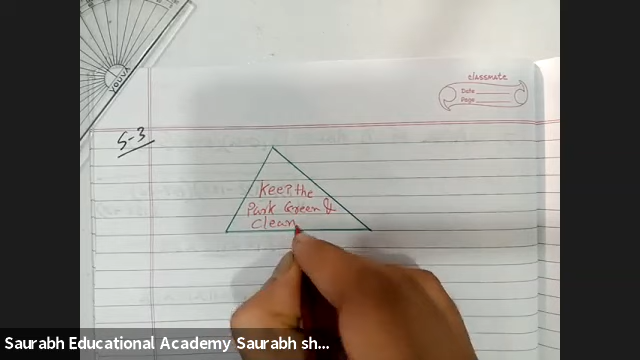 classmate
Date
Page
S-3
Keep the
Park Green &
Clean
Saurabh Educational Academy Saurabh sh...